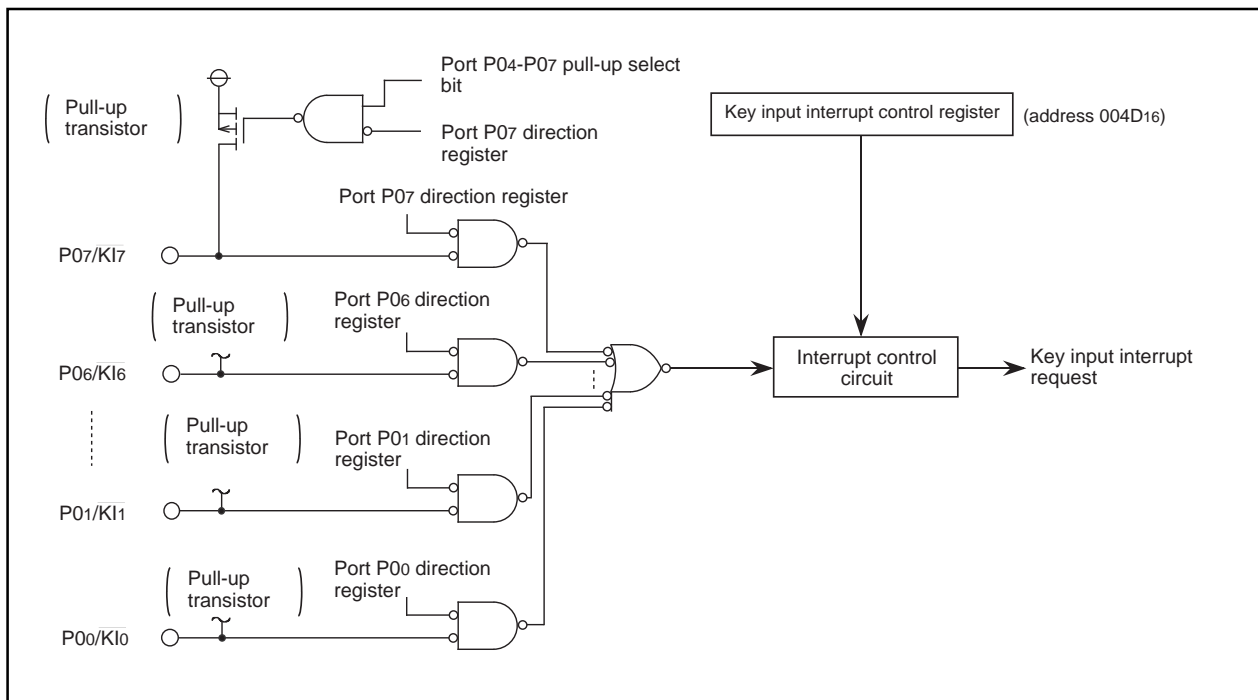 Port P04-P07 pull-up select
bit
( Pull-up
transistor )
Port P07 direction
register
Key input interrupt control register
(address 004D16)
Port P07 direction register
P07/KI7
( Pull-up
transistor )
Port P06 direction
register
P06/KI6
Interrupt control
circuit
Key input interrupt
request
( Pull-up
transistor )
Port P01 direction
register
P01/KI1
( Pull-up
transistor )
Port P00 direction
register
P00/KI0